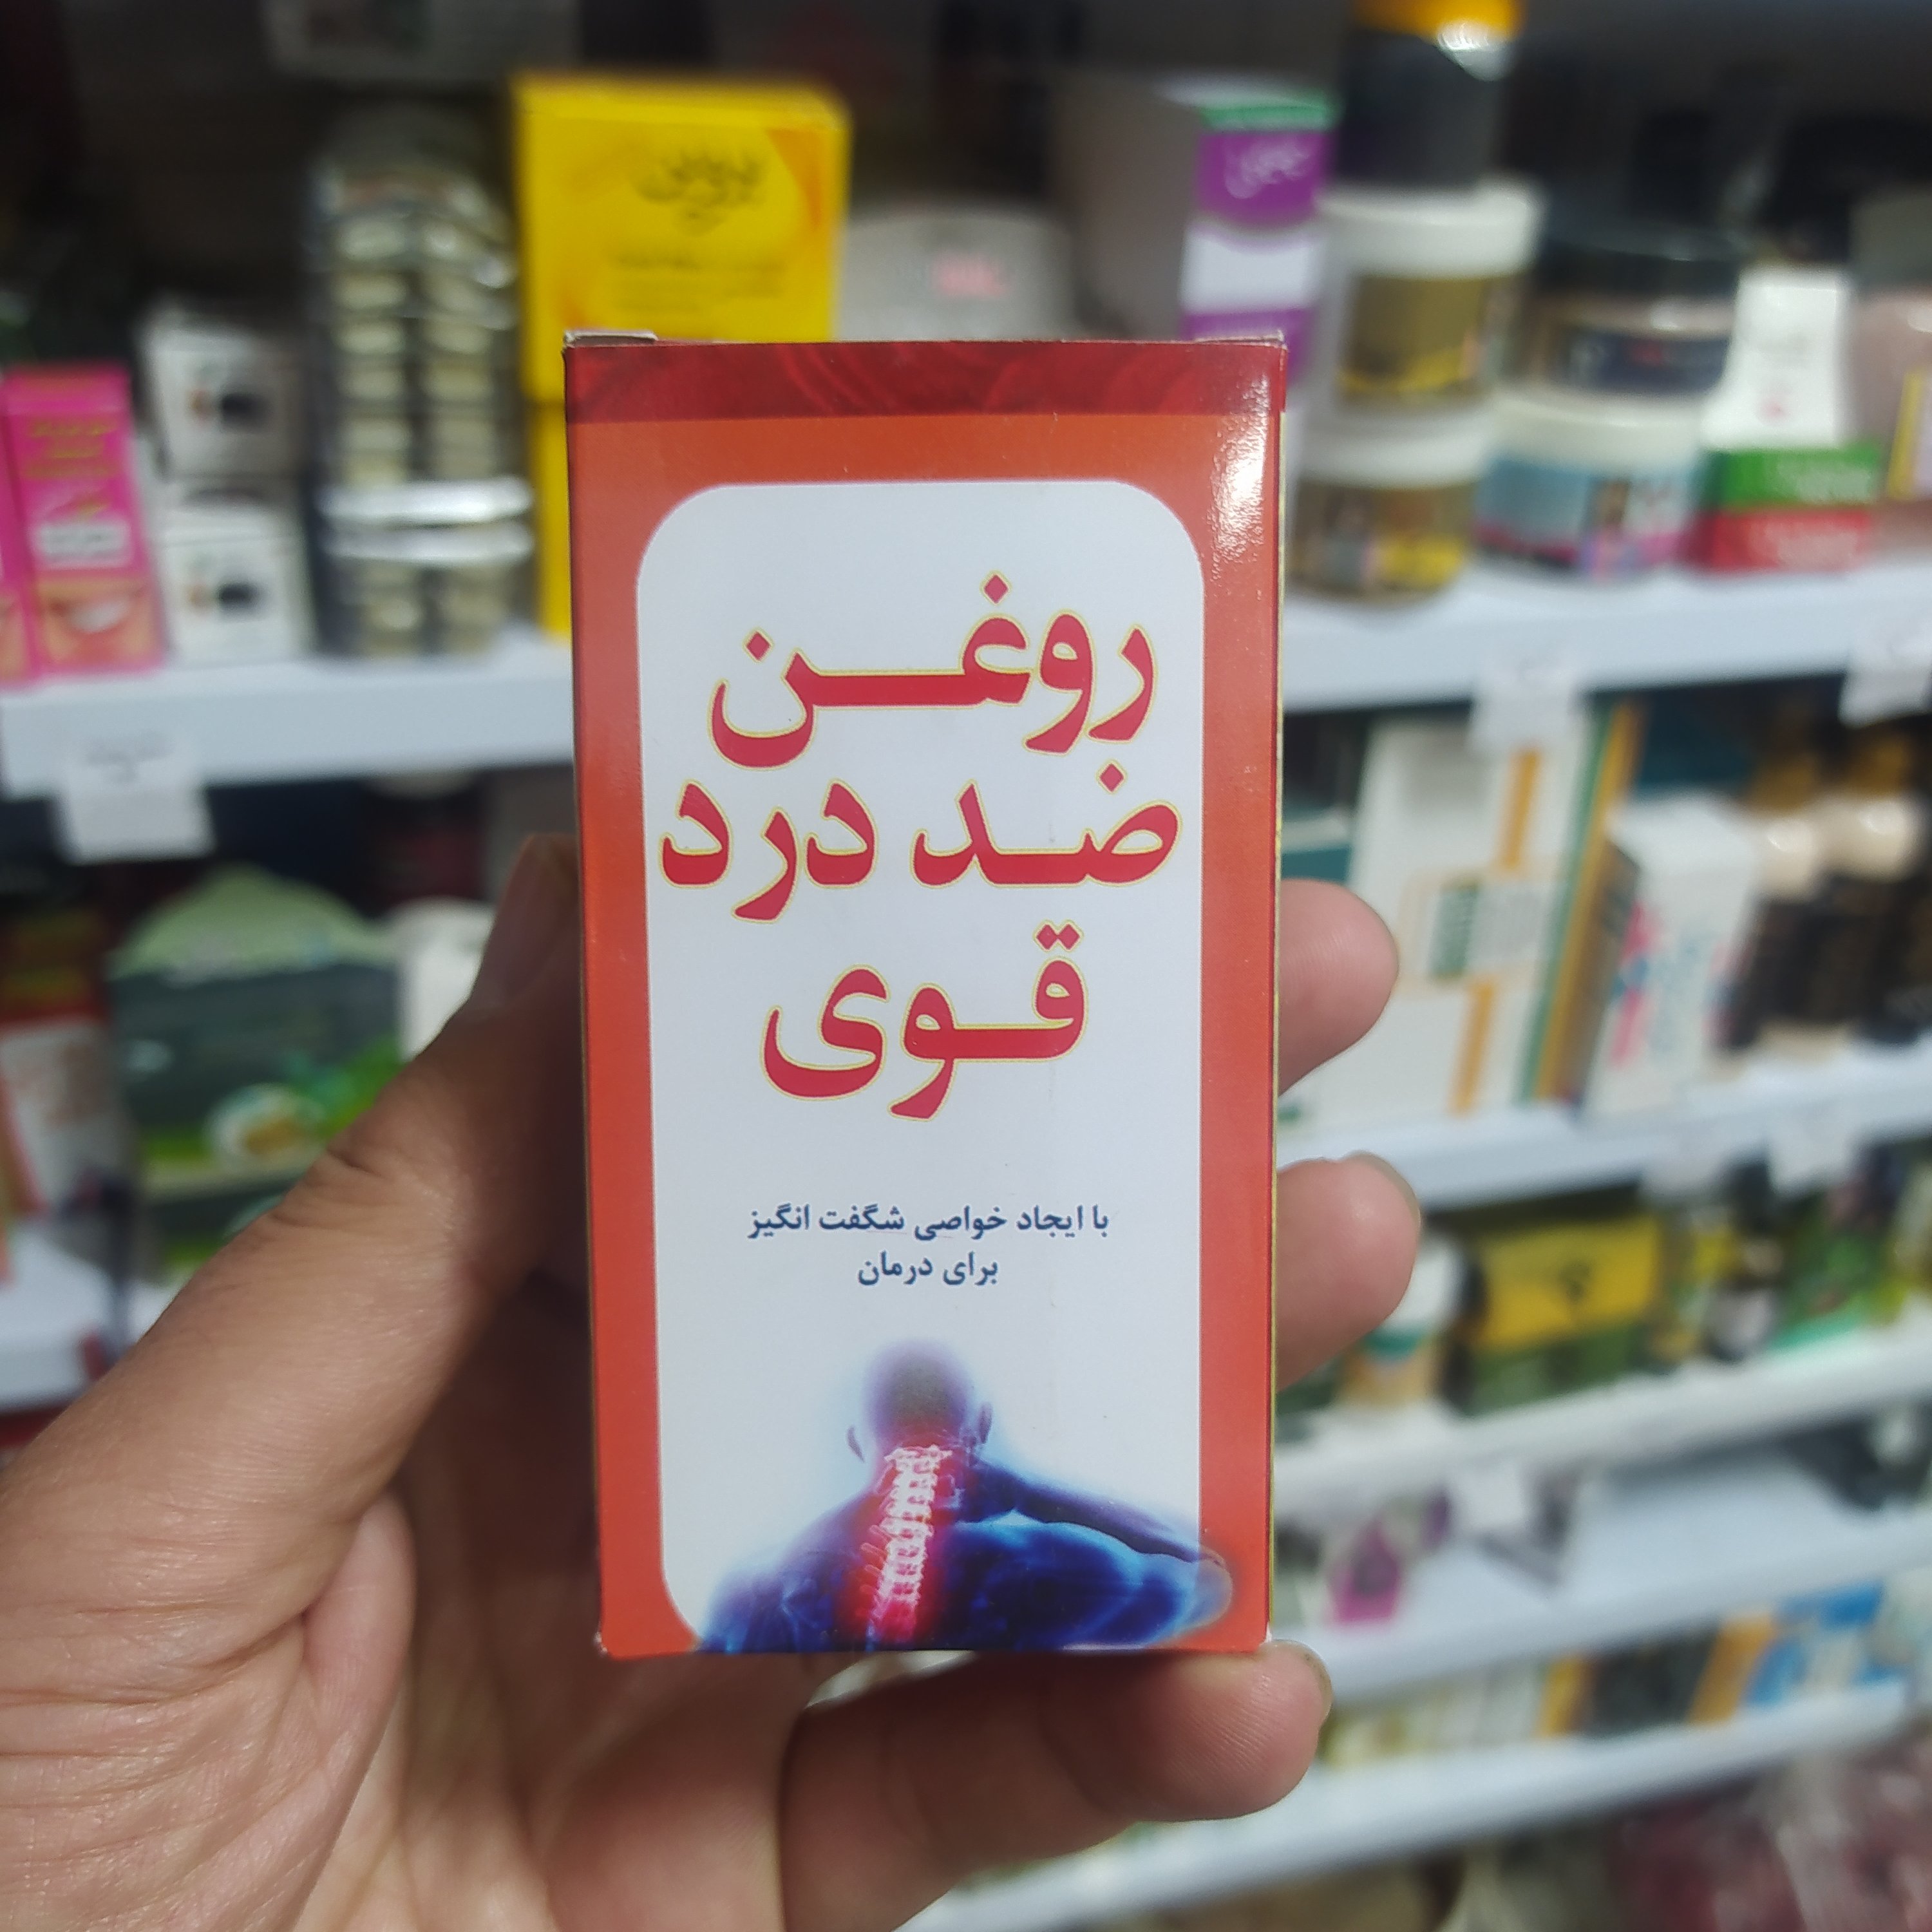 روغن
ضد درد
قوی
با ایجاد خواصی شگفت انگیز
برای درمان